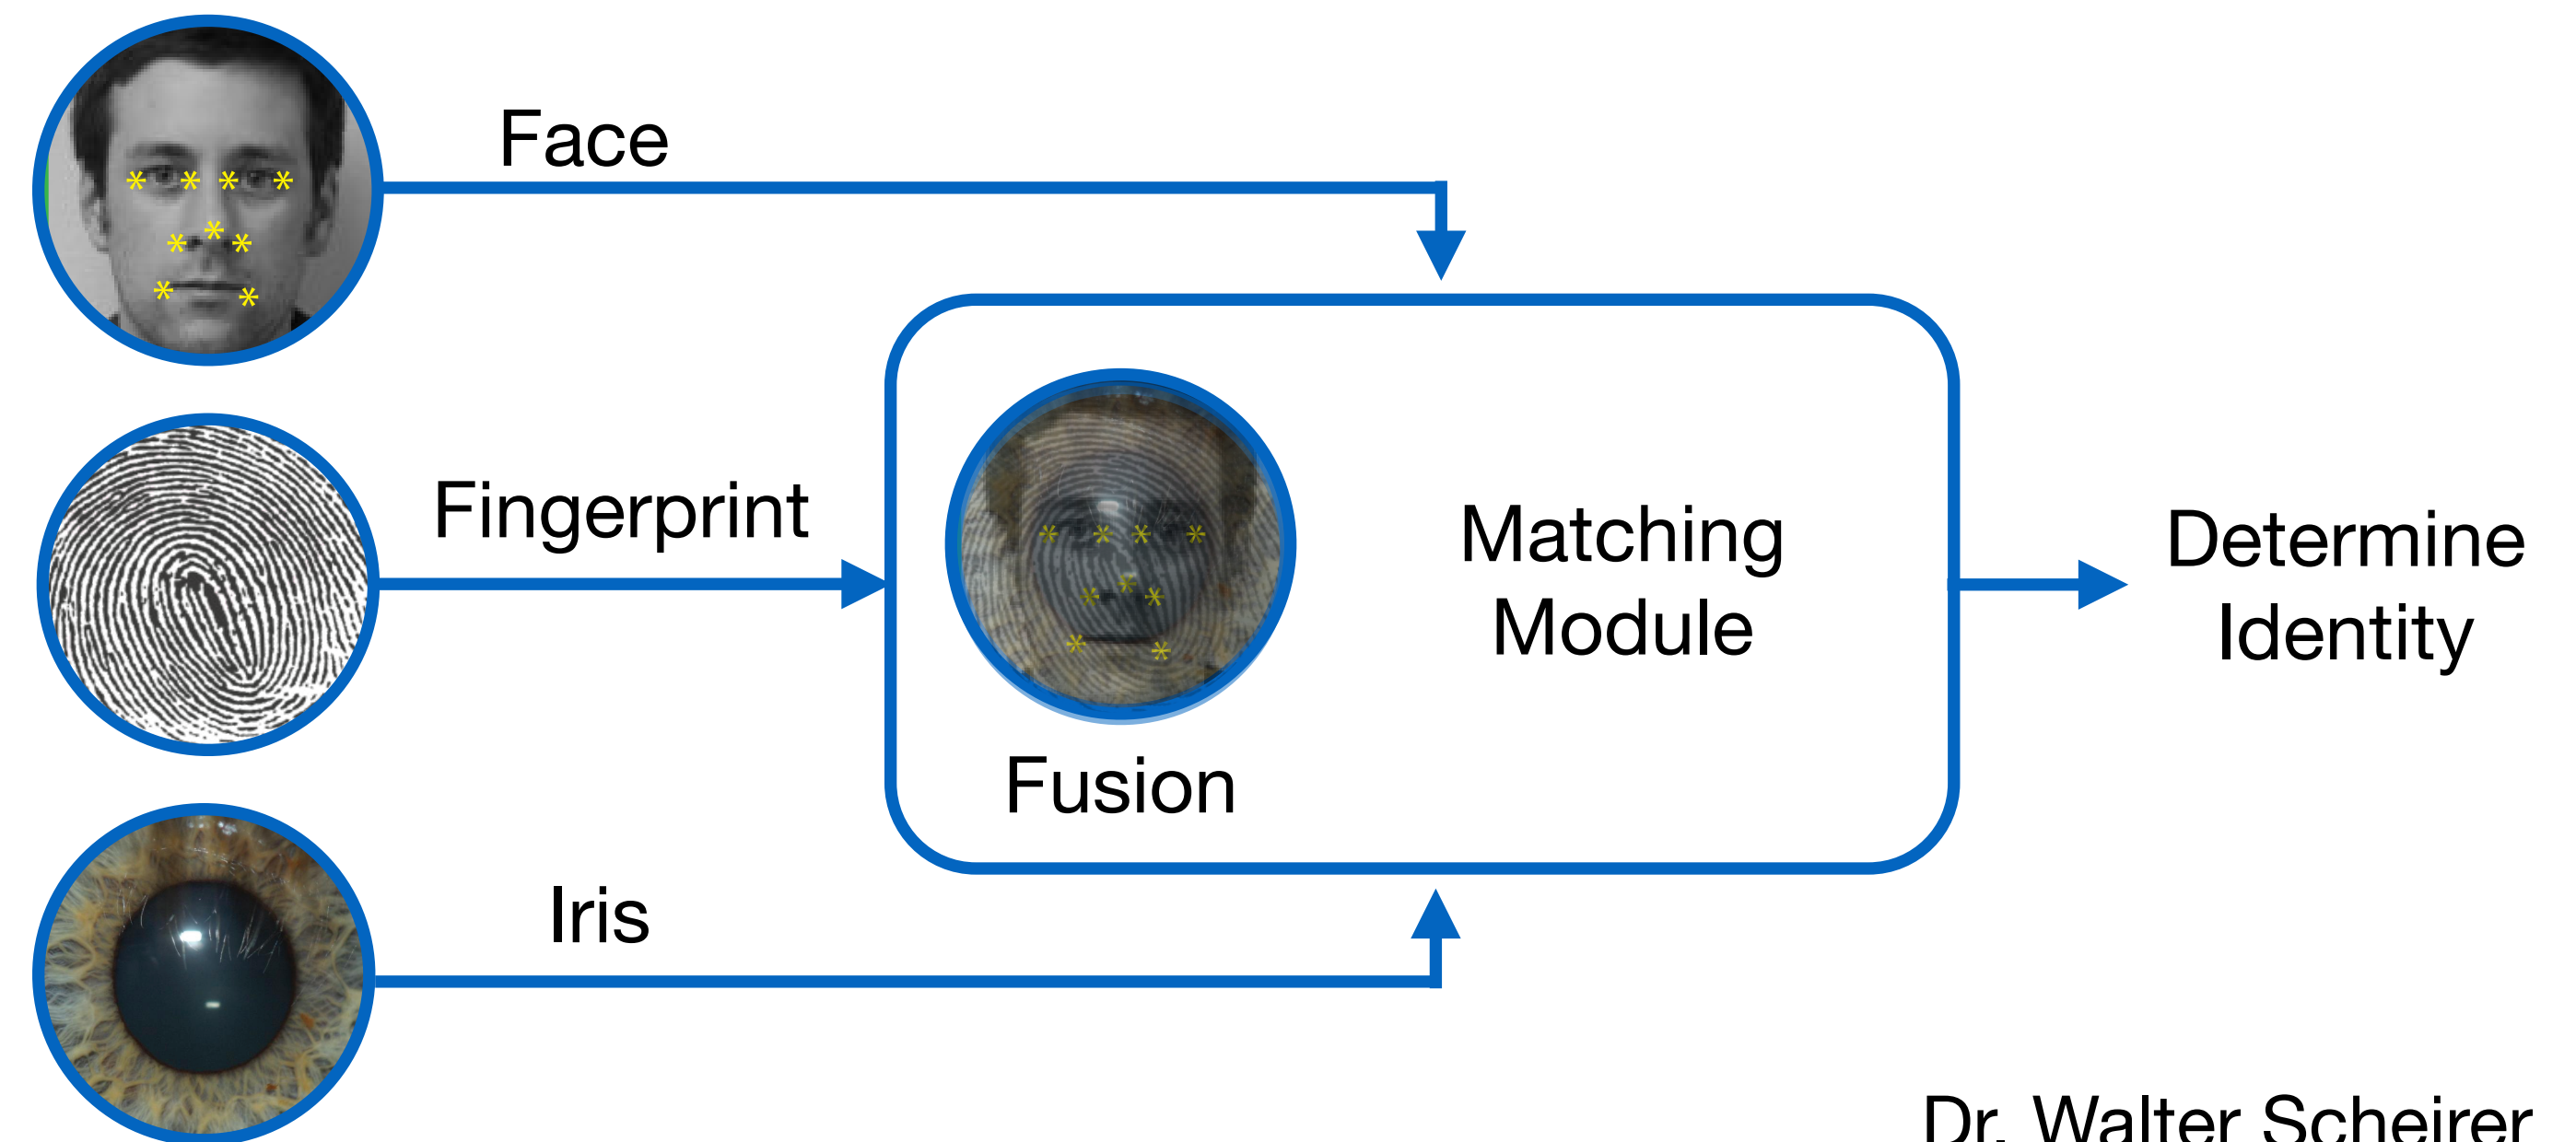 Face
Fingerprint
Iris
Fusion
Matching
Module
Determine
Identity
Dr. Walter Scheirer